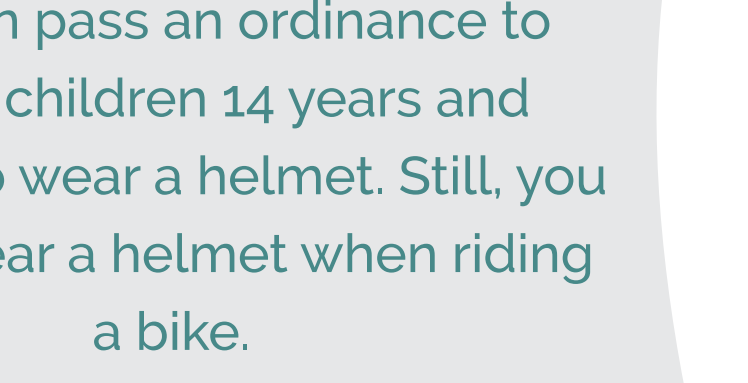 pass an ordinance to
children 14 years and
wear a helmet. Still, you
a helmet when riding
a bike.